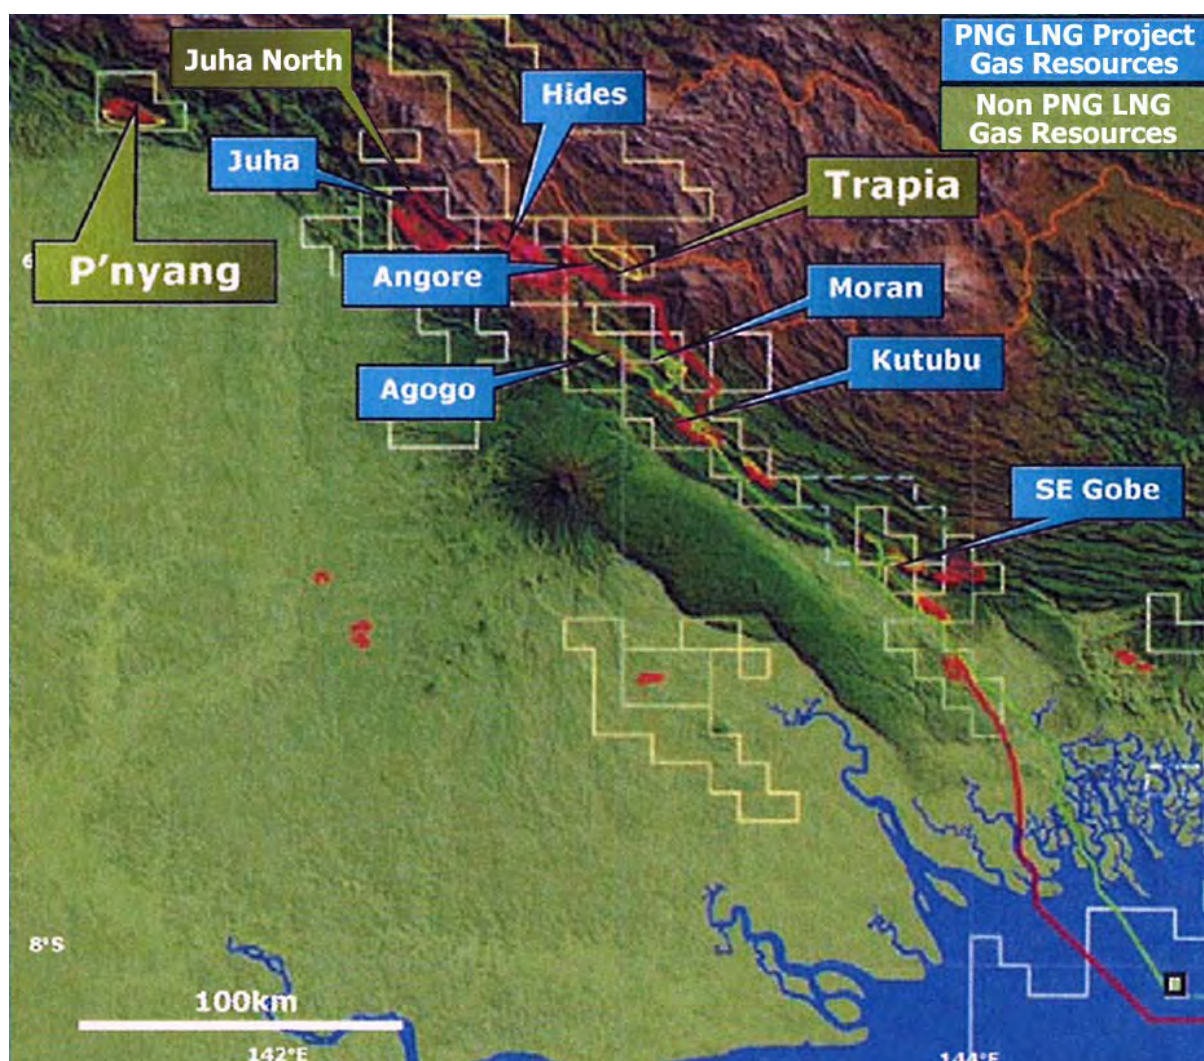 PNG LNG Project
Gas Resources
Non PNG LNG
Gas Resources
Juha North
Hides
Juha
Trapia
P'nyang
Angore
Moran
Kutubu
Agogo
SE Gobe
8°S
100km
142°E
144°E